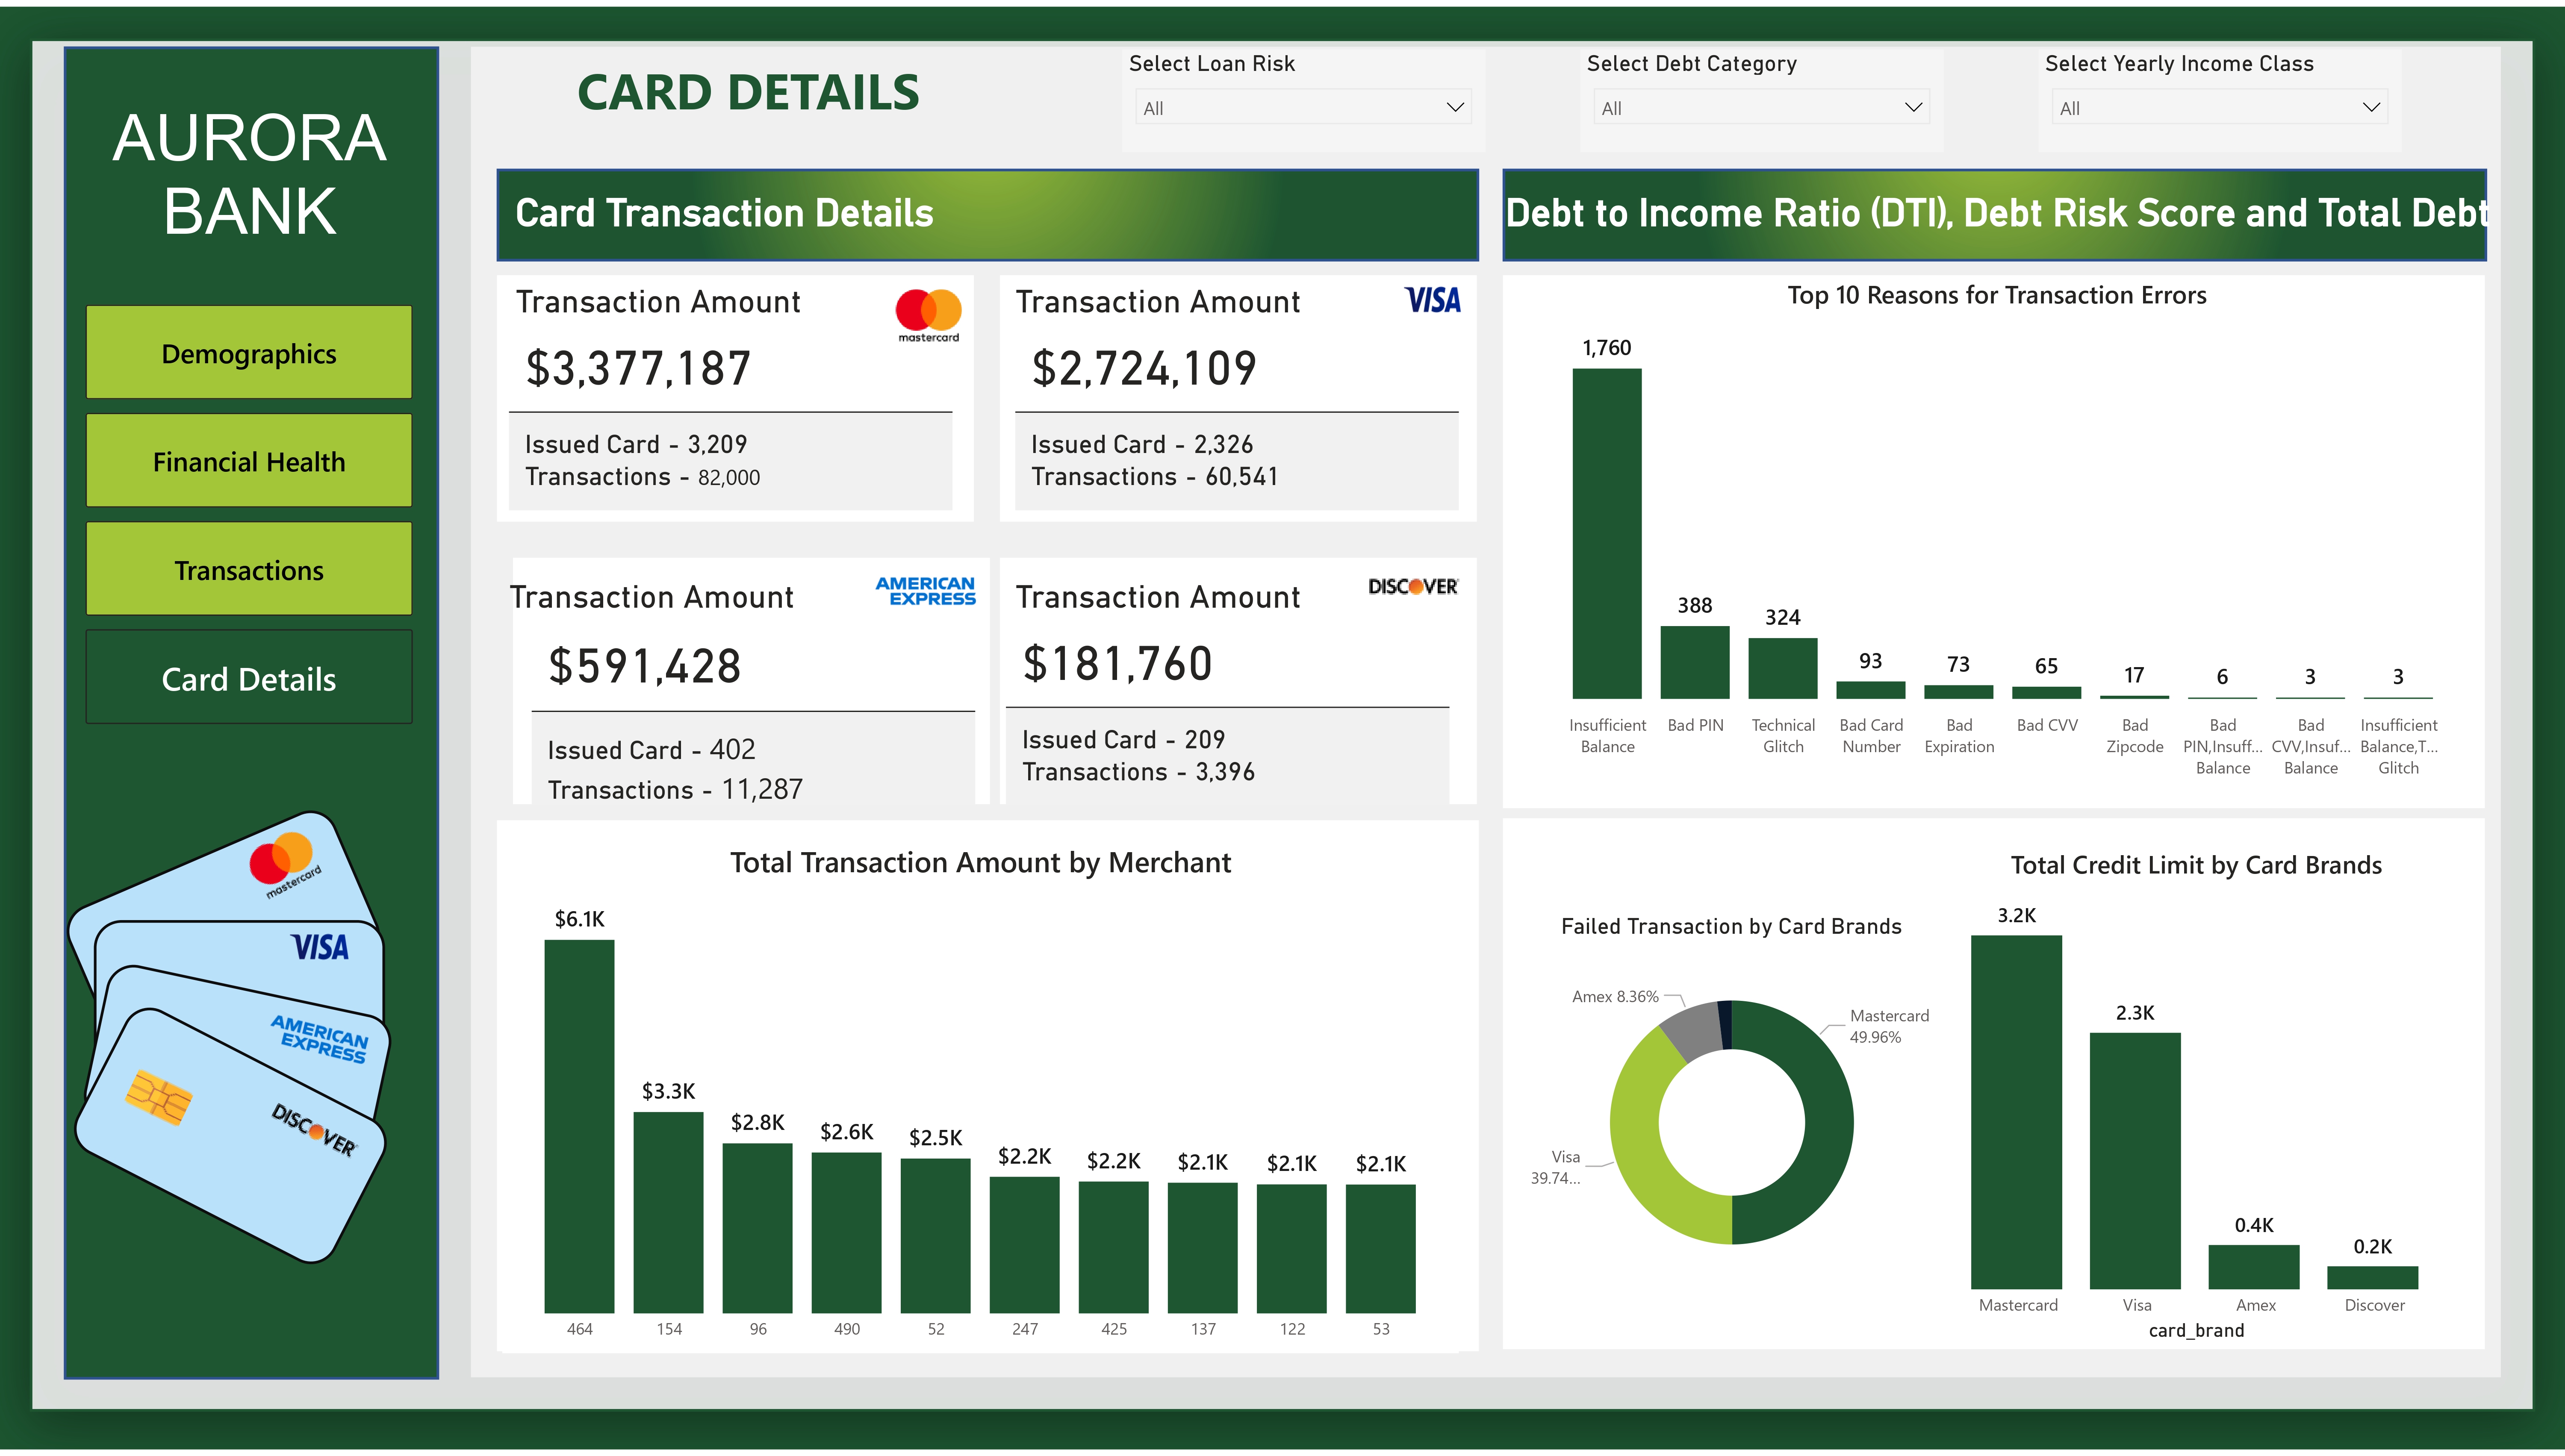 AURORA
BANK
Demographics
Financial Health
Transactions
Card Details
mastercard
VISA
AMERICAN
EXPRESS
DISCOVER
CARD DETAILS
Select Loan Risk
All
Select Debt Category
All
Select Yearly Income Class
All
Card Transaction Details
Transaction Amount
mastercard
$3,377,187
Issued Card - 3,209
Transactions - 82,000
Transaction Amount
VISA
$2,724,109
Issued Card - 2,326
Transactions - 60,541
Transaction Amount
AMERICAN
EXPRESS
$591,428
Issued Card - 402
Transactions - 11,287
Transaction Amount
DISCOVER
$181,760
Issued Card - 209
Transactions - 3,396
Total Transaction Amount by Merchant
$6.1K
$3.3K
$2.8K
$2.6K
$2.5K
$2.2K
$2.2K
$2.1K
$2.1K
$2.1K
464
154
96
490
52
247
425
137
122
53
Debt to Income Ratio (DTI), Debt Risk Score and Total Debt
Top 10 Reasons for Transaction Errors
1,760
388
324
93
73
65
17
6
3
3
Insufficient
Balance
Bad PIN
Technical
Glitch
Bad Card
Number
Bad
Expiration
Bad CVV
Bad
Zipcode
Bad
PIN,Insuff...
Balance
Bad
CVV,Insuf...
Balance
Insufficient
Balance,T...
Glitch
Failed Transaction by Card Brands
Amex 8.36%
Mastercard
49.96%
Visa
39.74...
Total Credit Limit by Card Brands
3.2K
2.3K
0.4K
0.2K
Mastercard
Visa
Amex
Discover
card_brand